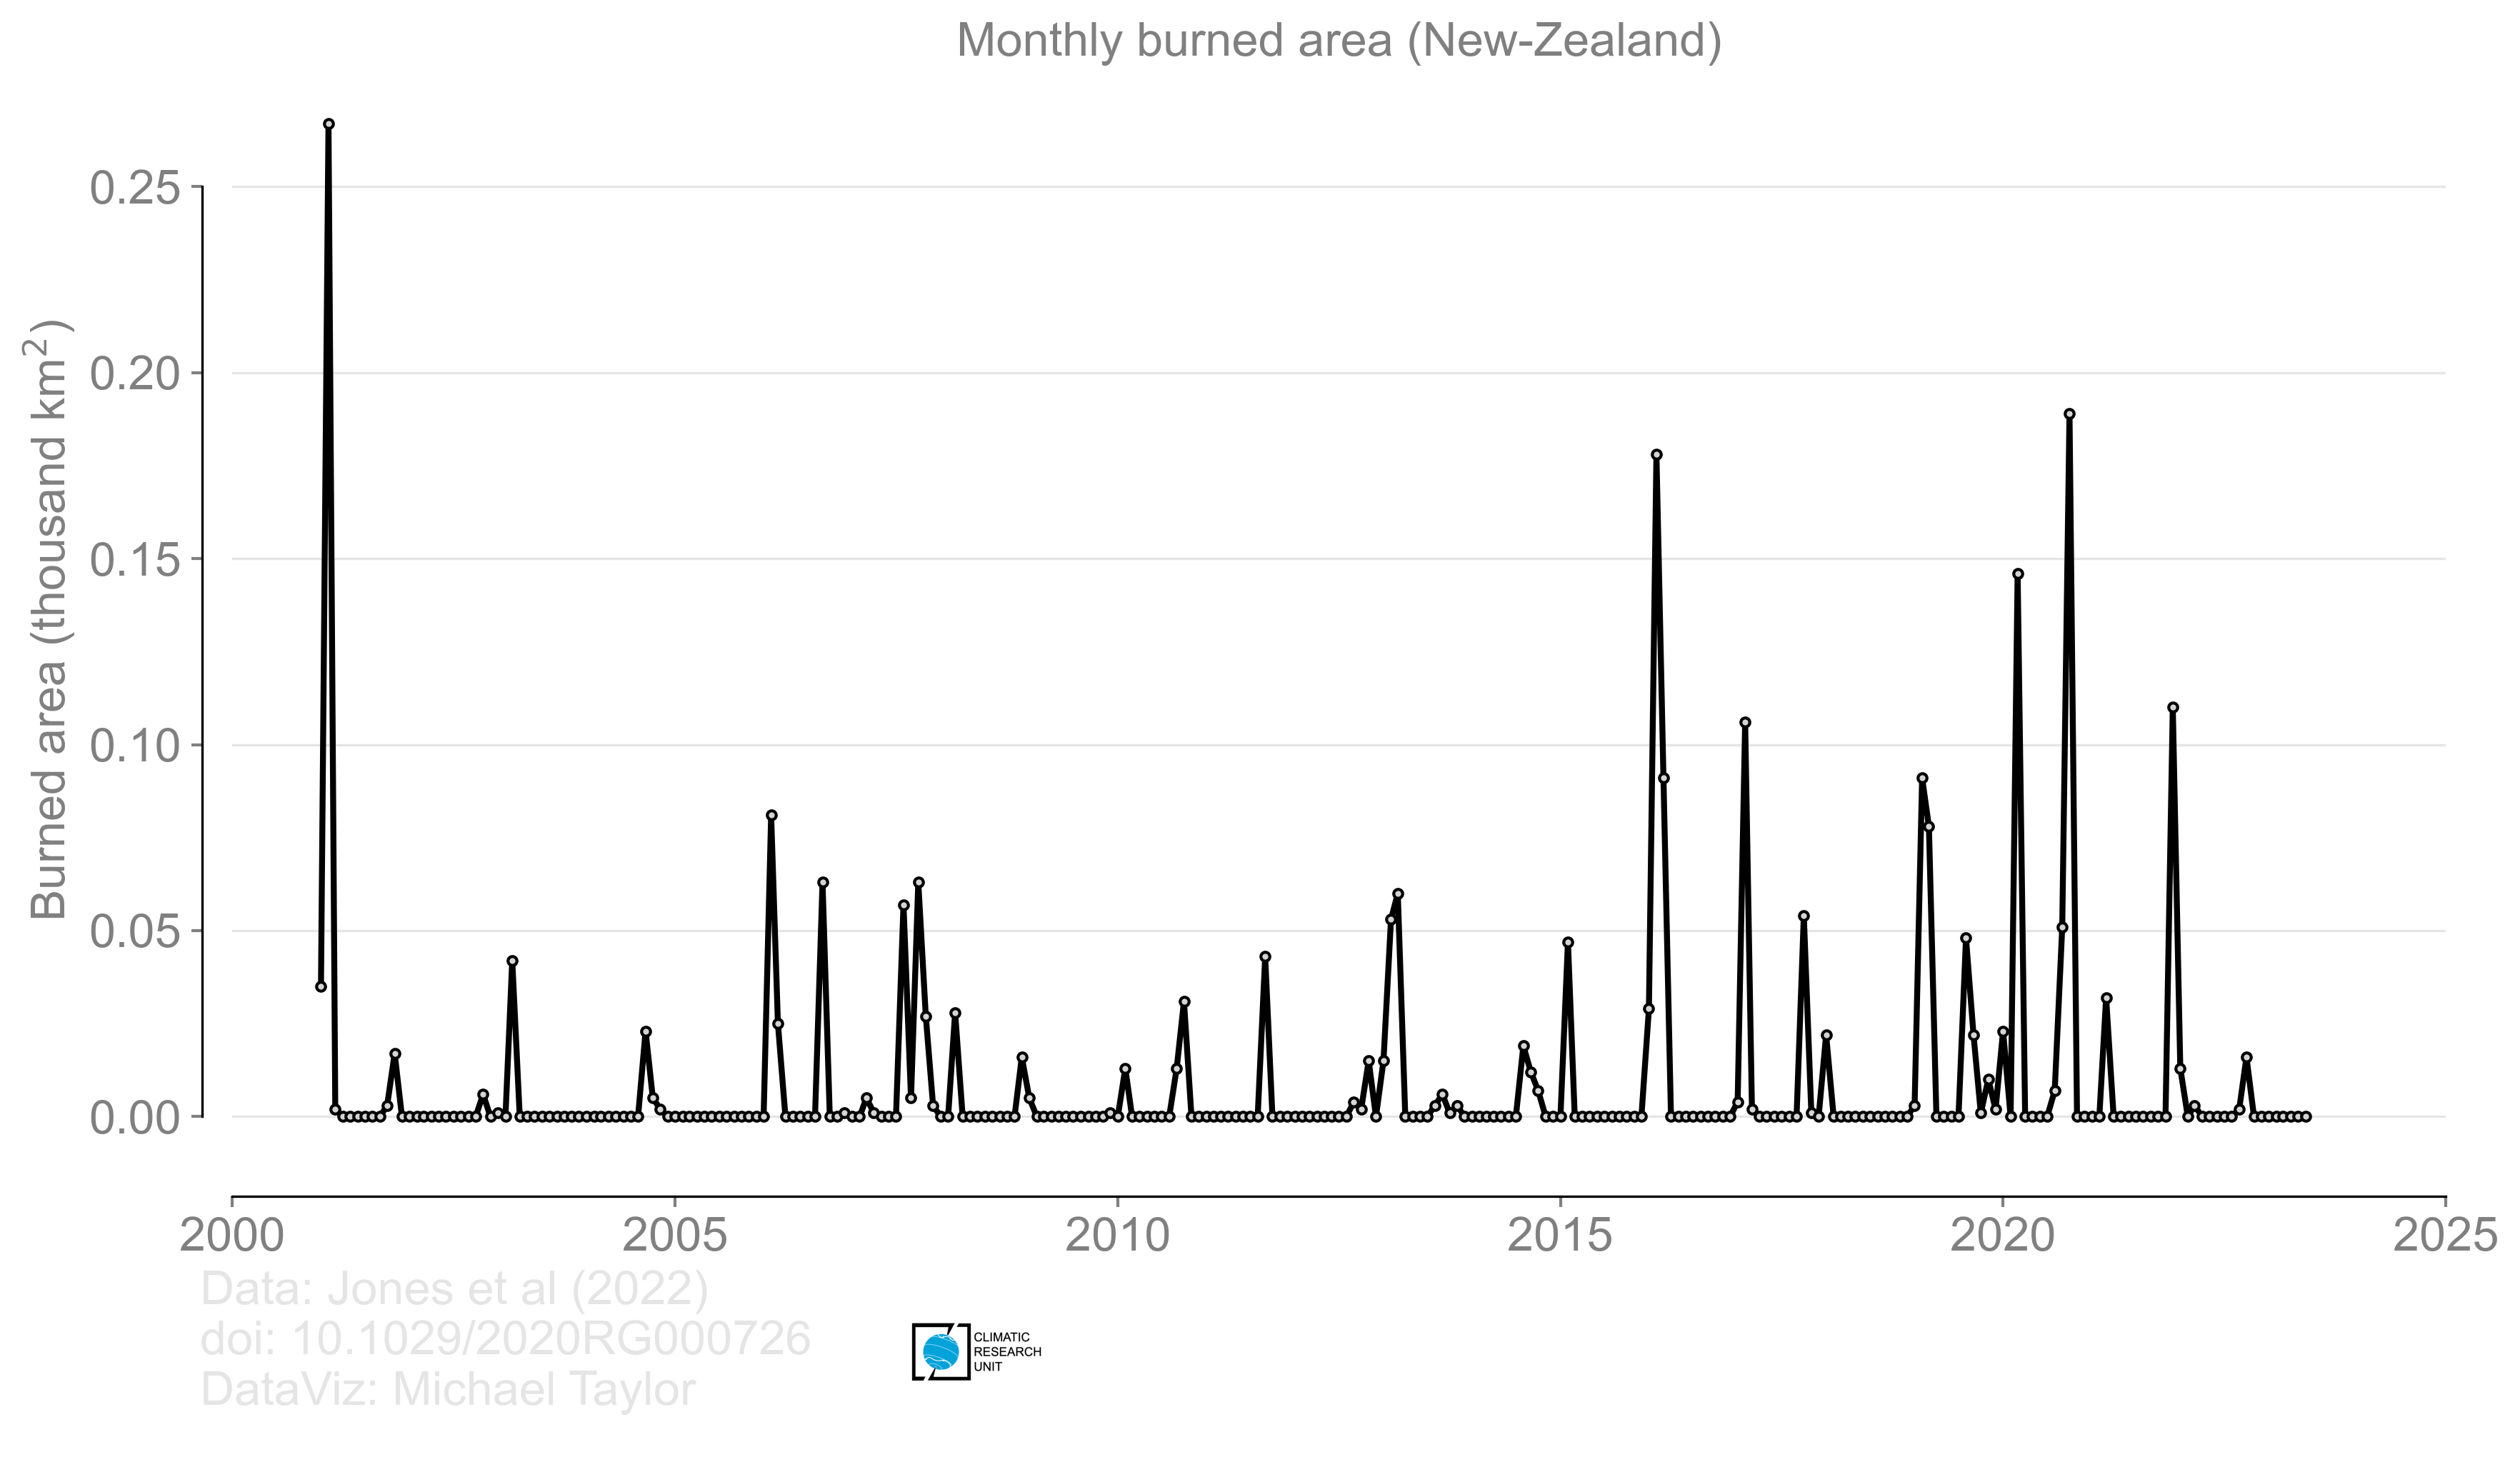 Monthly burned area (New-Zealand)
Burned area (thousand km²)
0.25
0.20
0.15
0.10
0.05
0.00
2000 2005 2010 2015 2020 2025
Data: Jones et al (2022)
doi: 10.1029/2020RG000726
DataViz: Michael Taylor
CLIMATIC
RESEARCH
UNIT